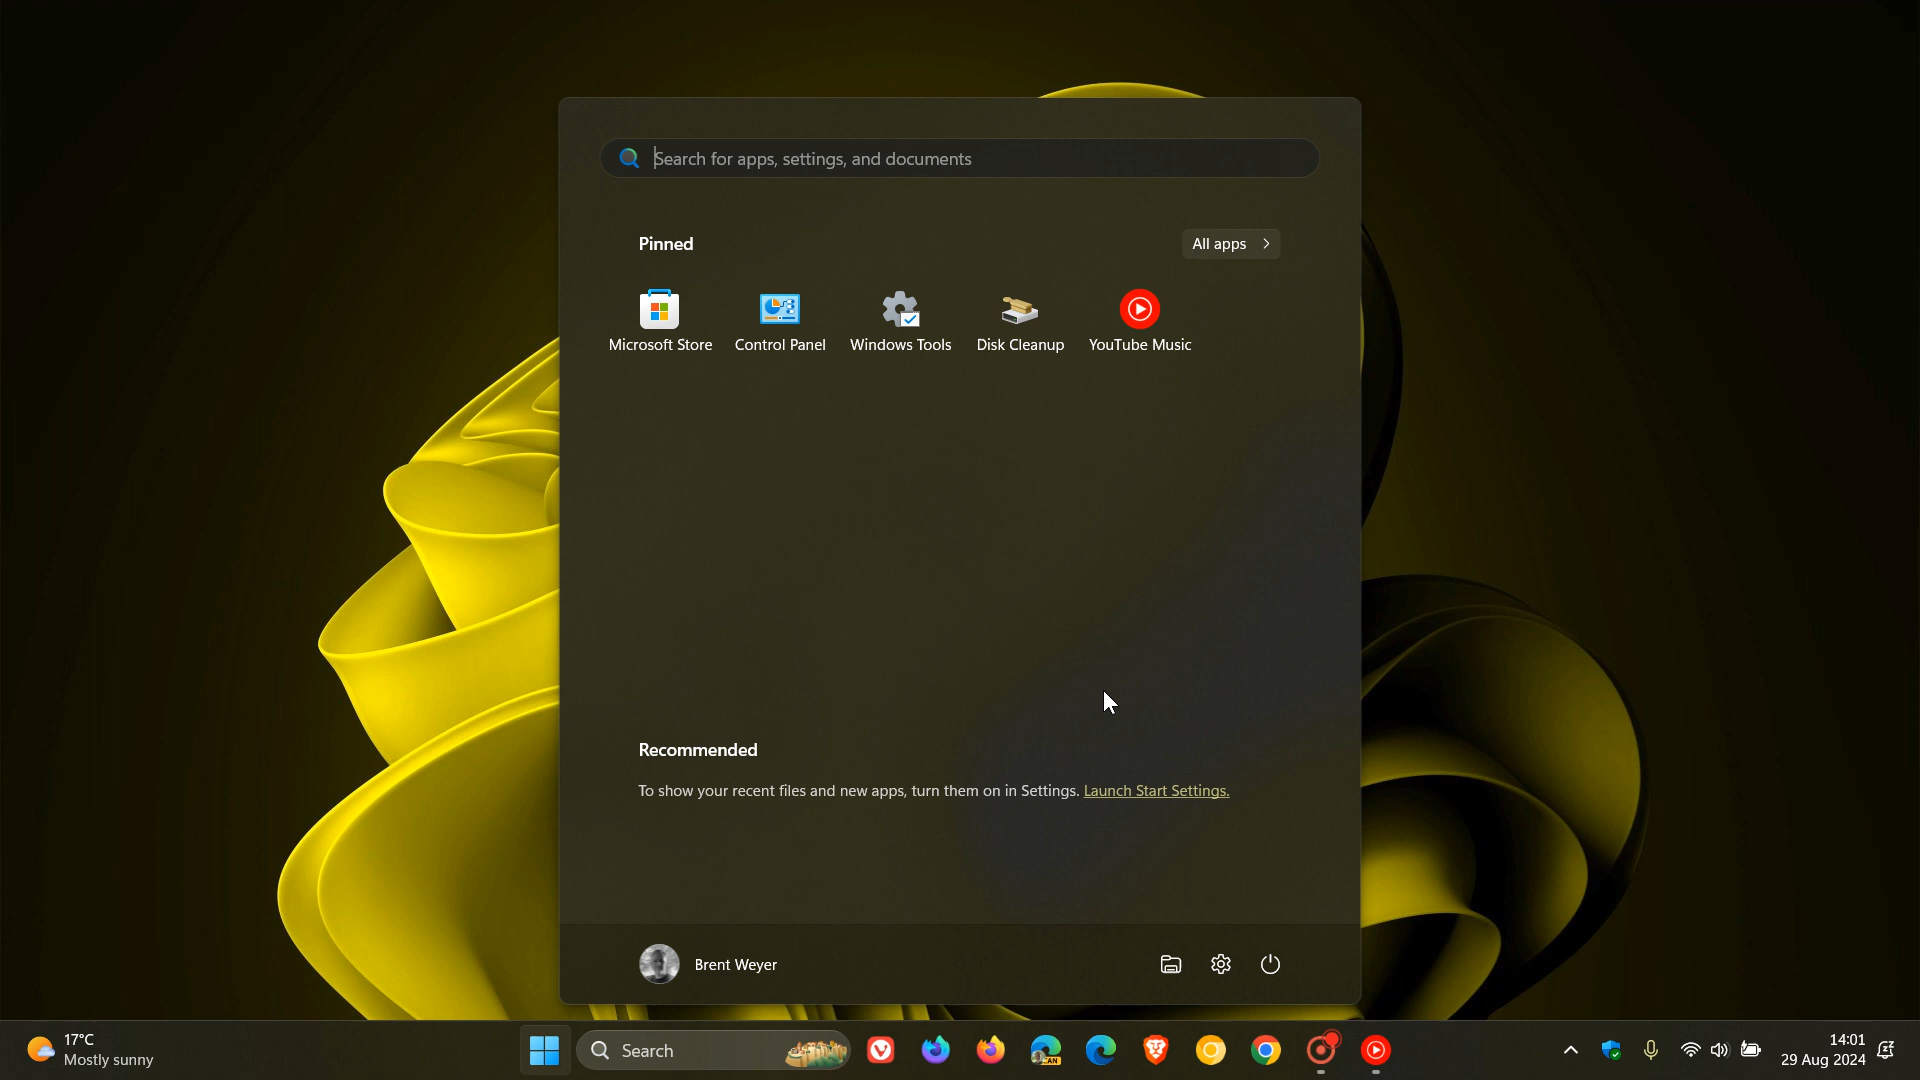 Search for apps, settings, and documents
Pinned
All apps
Microsoft Store
Control Panel
Windows Tools
Disk Cleanup
YouTube Music
Recommended
To show your recent files and new apps, turn them on in Settings. Launch Start Settings.
Brent Weyer
17°C
Mostly sunny
Search
CAN
14:01
29 Aug 2024